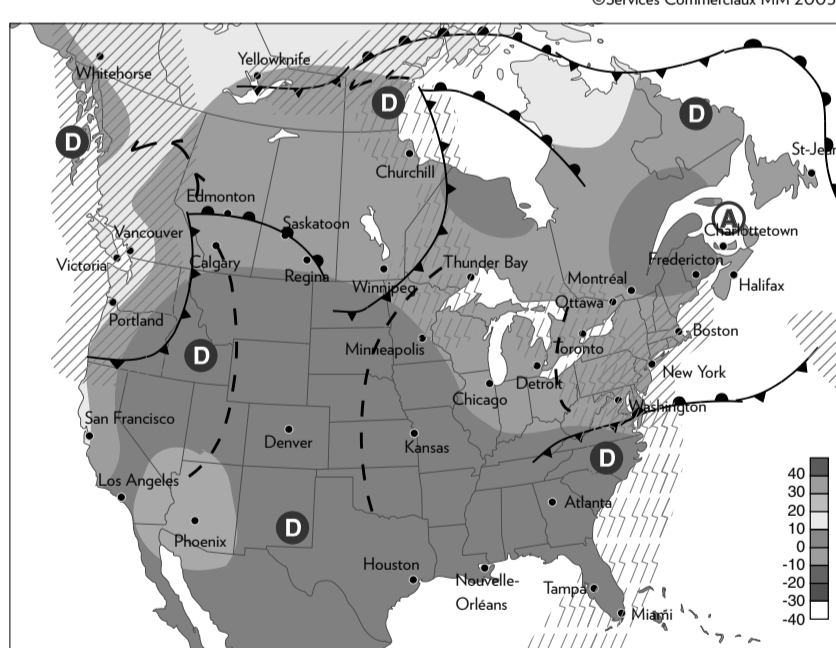 ©Services Commerciaux MM 2005
Yellowknife
Whitehorse
D
D
D
St-Jean
Churchill
Edmonton
Saskatoon
A
Charlottetown
Vancouver
Calgary
Victoria
Regina
Winnipeg
Thunder Bay
Fredericton
Montréal
Halifax
Ottawa
Portland
Boston
Minneapolis
Toronto
D
New York
Detroit
Chicago
Washington
San Francisco
Denver
Kansas
D
Los Angeles
Atlanta
Phoenix
D
Houston
Nouvelle-
Orléans
Tampa
Miami
40
30
20
10
0
-10
-20
-30
-40